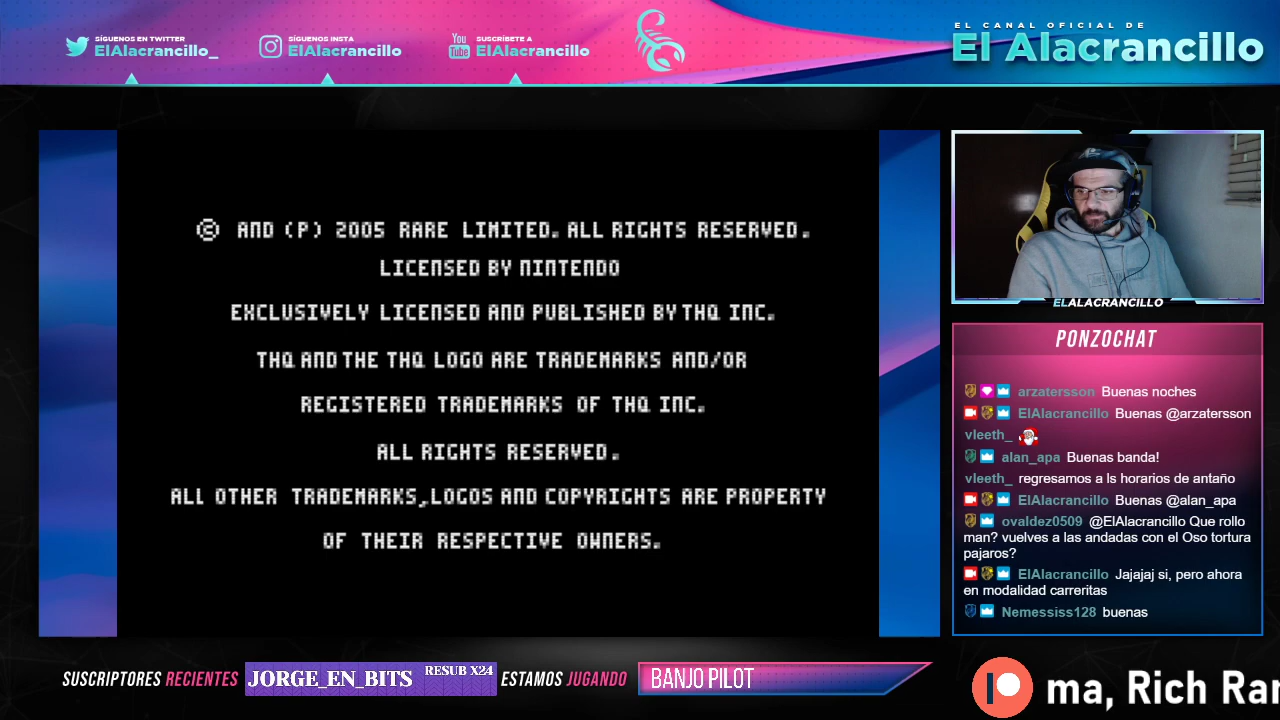 SÍGUENOS EN TWITTER
ElAlacrancillo_
SÍGUENOS INSTA
ElAlacrancillo
You Tube
SUSCRÍBETE A
ElAlacrancillo
EL CANAL OFICIAL DE
El Alacrancillo
© AND (P) 2005 RARE LIMITED. ALL RIGHTS RESERVED.
LICENSED BY NINTENDO
EXCLUSIVELY LICENSED AND PUBLISHED BY THQ INC.
THQ AND THE THQ LOGO ARE TRADEMARKS AND/OR
REGISTERED TRADEMARKS OF THQ INC.
ALL RIGHTS RESERVED.
ALL OTHER TRADEMARKS,LOGOS AND COPYRIGHTS ARE PROPERTY
OF THEIR RESPECTIVE OWNERS.
ELALACRANCILLO
PONZOCHAT
arzatersson Buenas noches
ElAlacrancillo Buenas @arzatersson
vleeth_
alan_apa Buenas banda!
vleeth_ regresamos a ls horarios de antaño
ElAlacrancillo Buenas @alan_apa
ovaldez0509 @ElAlacrancillo Que rollo
man? vuelves a las andadas con el Oso tortura
pajaros?
ElAlacrancillo Jajajaj si, pero ahora
en modalidad carreritas
Nemessiss128 buenas
SUSCRIPTORES RECIENTES
JORGE_EN_BITS
RESUB X24
ESTAMOS JUGANDO
BANJO PILOT
ma, Rich Ran